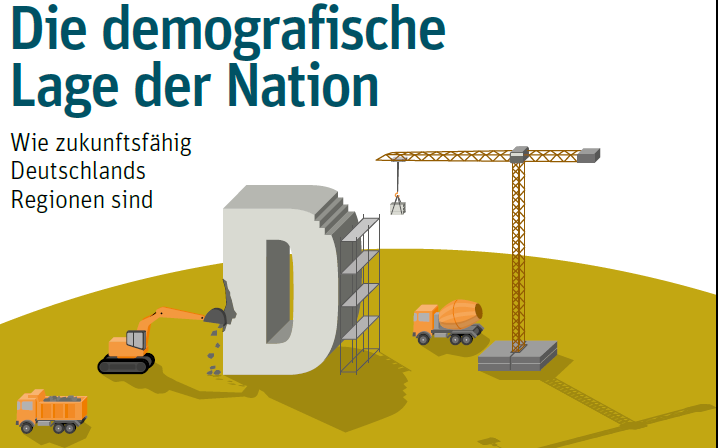 Die demografische
Lage der Nation
Wie zukunftsfähig
Deutschlands
Regionen sind
D